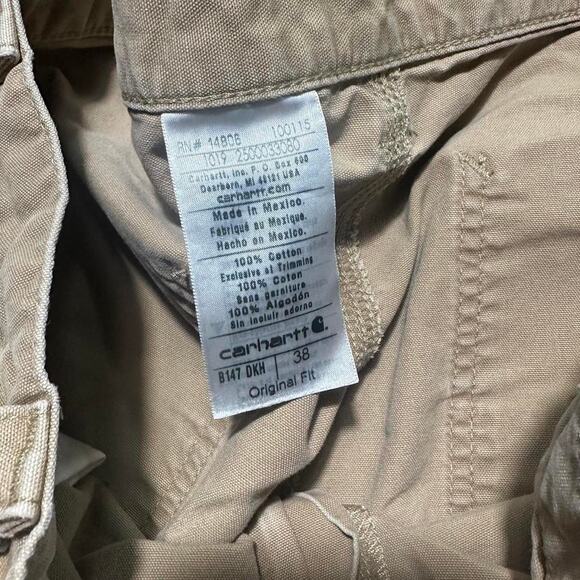 RN# 14806 100115
1019 2500033080
Carhartt, Inc. P. O. Box 600
Dearborn, MI 48121 USA
carhartt.com
Made in Mexico.
Fabriqué au Mexique.
Hecho en Mexico.
100% Cotton
Exclusive of Trimming
100% Coton
Sans garniture
100% Algodón
Sin incluir adorno
carhartt
B147 DKH 38
Original Fit